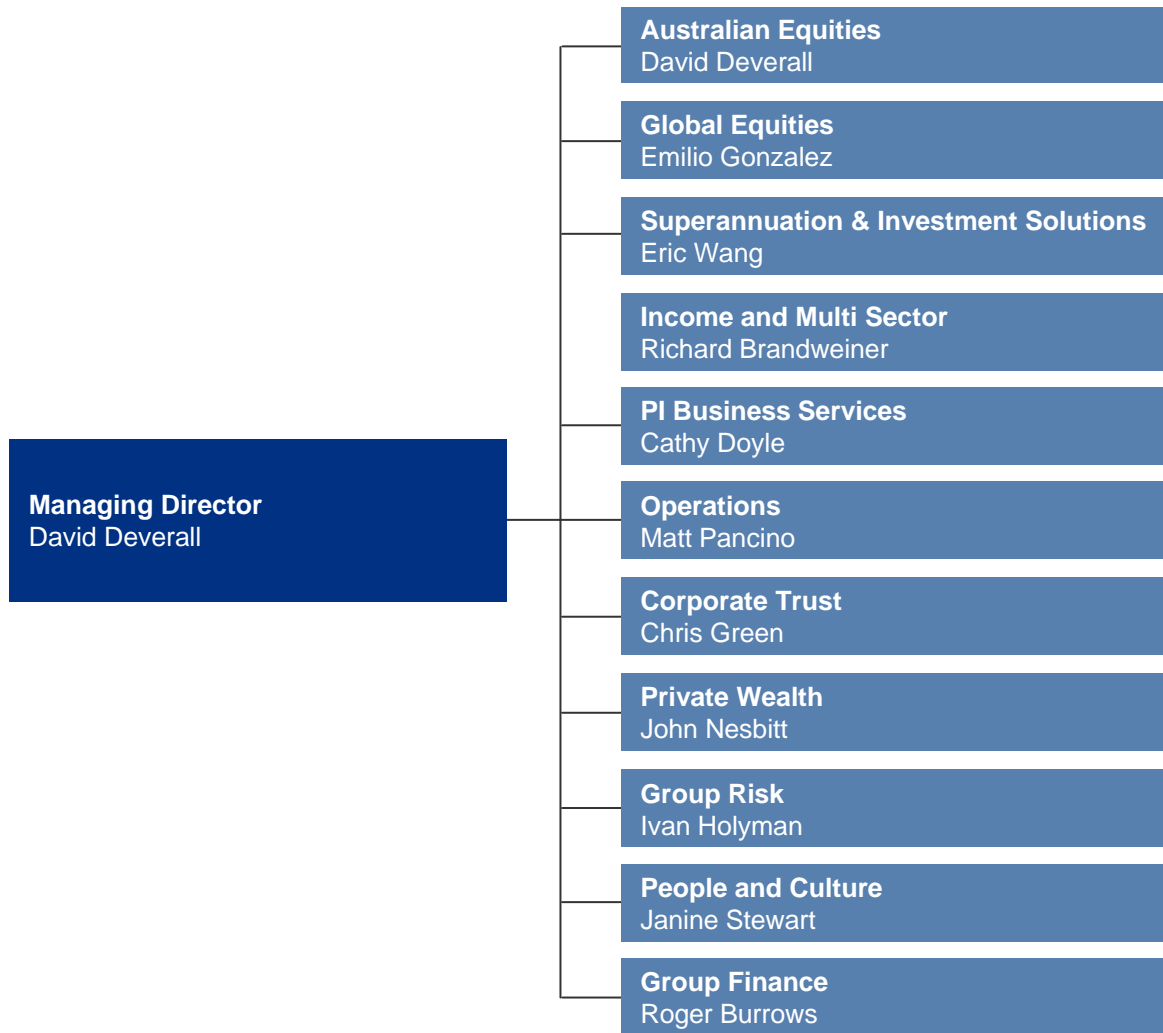 Australian Equities
David Deverall
Global Equities
Emilio Gonzalez
Superannuation & Investment Solutions
Eric Wang
Income and Multi Sector
Richard Brandweiner
PI Business Services
Cathy Doyle
Managing Director
David Deverall
Operations
Matt Pancino
Corporate Trust
Chris Green
Private Wealth
John Nesbitt
Group Risk
Ivan Holyman
People and Culture
Janine Stewart
Group Finance
Roger Burrows